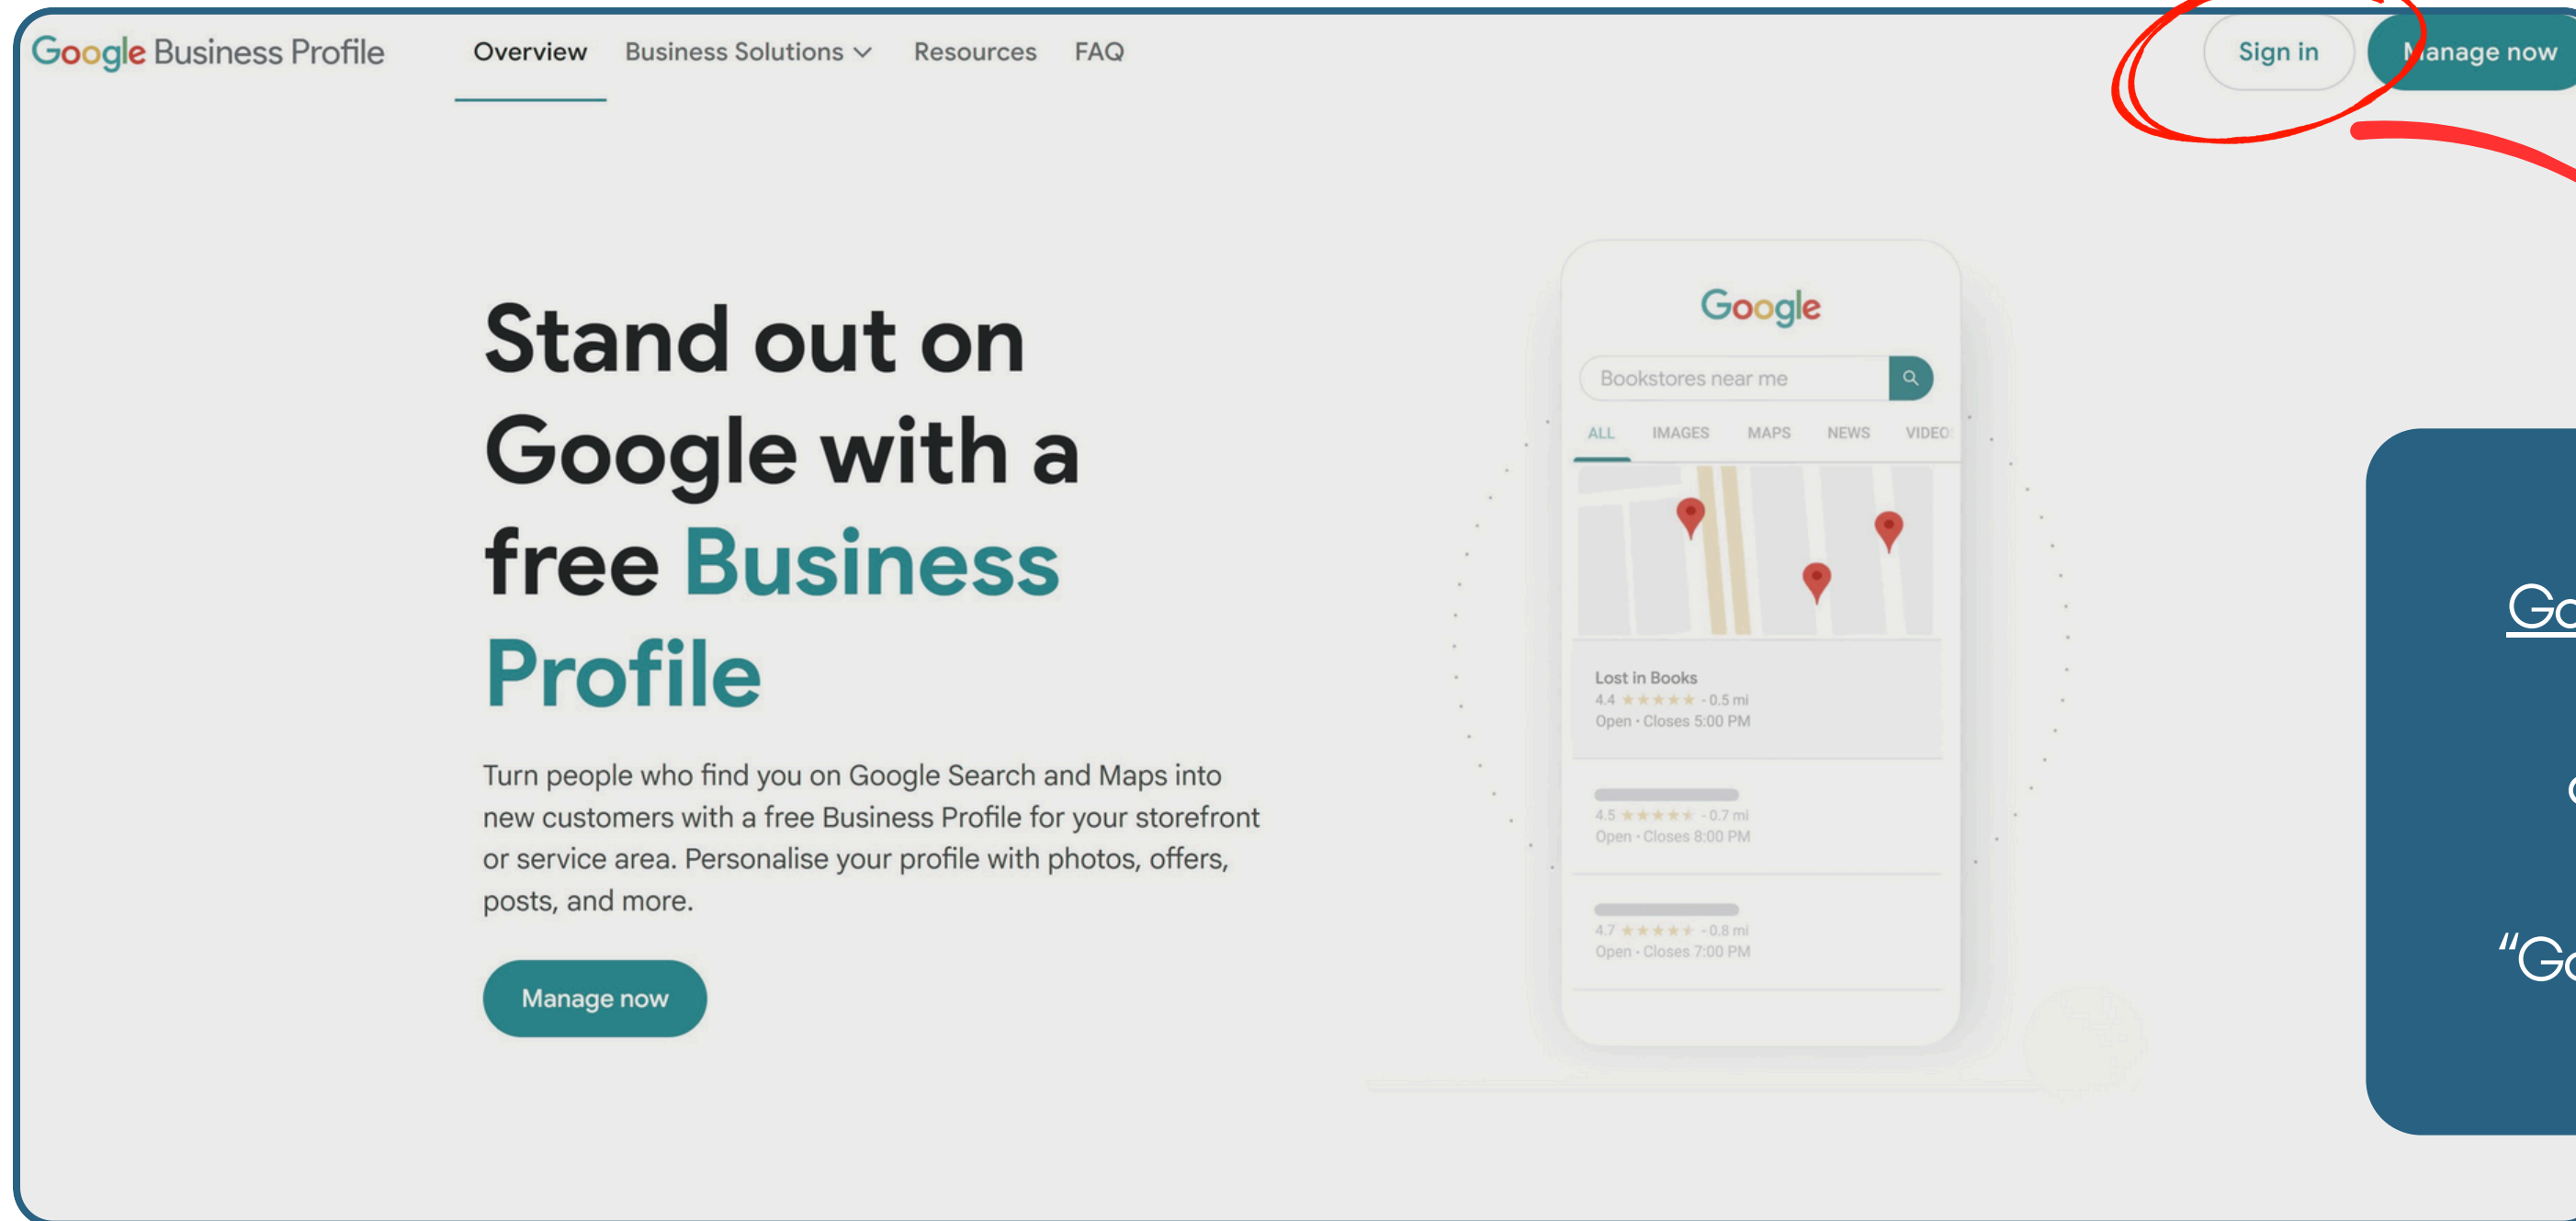 Google Business Profile
Overview
Business Solutions
Resources
FAQ
Sign in
Manage now
Stand out on
Google with a
free Business
Profile
Turn people who find you on Google Search and Maps into
new customers with a free Business Profile for your storefront
or service area. Personalise your profile with photos, offers,
posts, and more.
Manage now
Google
Bookstores near me
ALL IMAGES MAPS NEWS VIDEO
Lost in Books
4.4 ★★★★★ - 0.5 mi
Open • Closes 5:00 PM
4.5 ★★★★★ - 0.7 mi
Open • Closes 8:00 PM
4.7 ★★★★★ - 0.8 mi
Open • Closes 7:00 PM